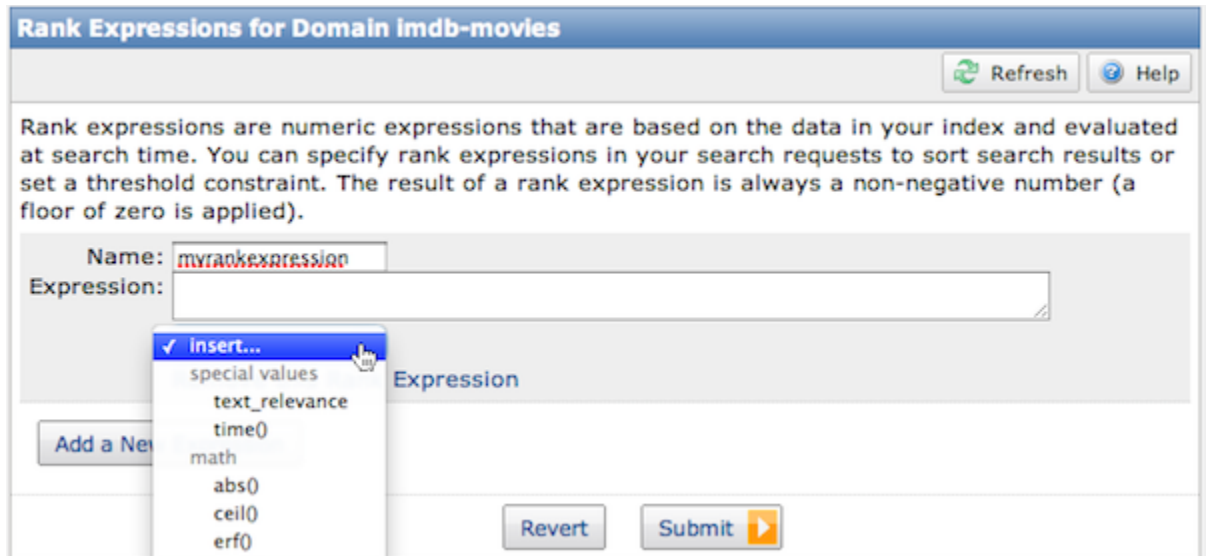 Rank Expressions for Domain imdb-movies
Refresh Help
Rank expressions are numeric expressions that are based on the data in your index and evaluated
at search time. You can specify rank expressions in your search requests to sort search results or
set a threshold constraint. The result of a rank expression is always a non-negative number (a
floor of zero is applied).
Name: myrankexpression
Expression:
✓ insert...
special values
Expression
text_relevance
time()
Add a New
math
abs()
ceil()
Revert Submit
erf()